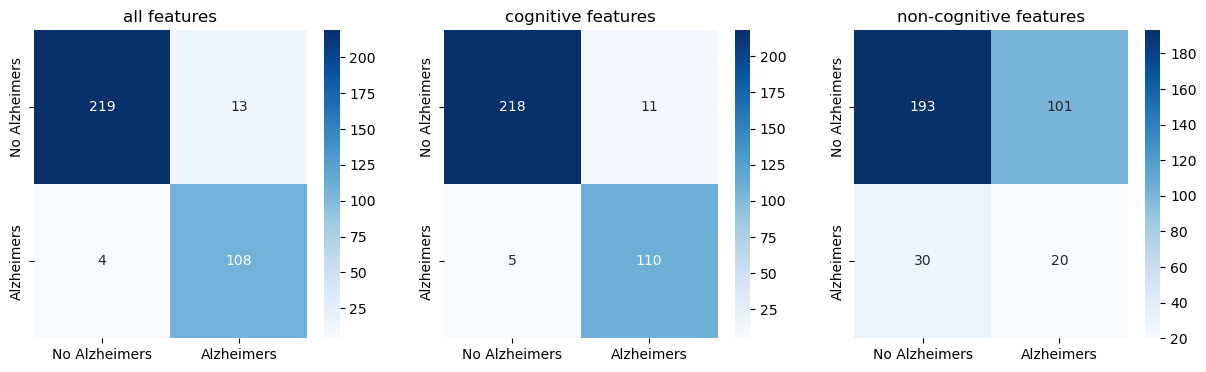 all features
No Alzheimers
Alzheimers
219
13
4
108
No Alzheimers
Alzheimers
200
175
150
125
100
75
50
25
cognitive features
No Alzheimers
Alzheimers
218
11
5
110
No Alzheimers
Alzheimers
200
175
150
125
100
75
50
25
non-cognitive features
No Alzheimers
Alzheimers
193
101
30
20
No Alzheimers
Alzheimers
180
160
140
120
100
80
60
40
20